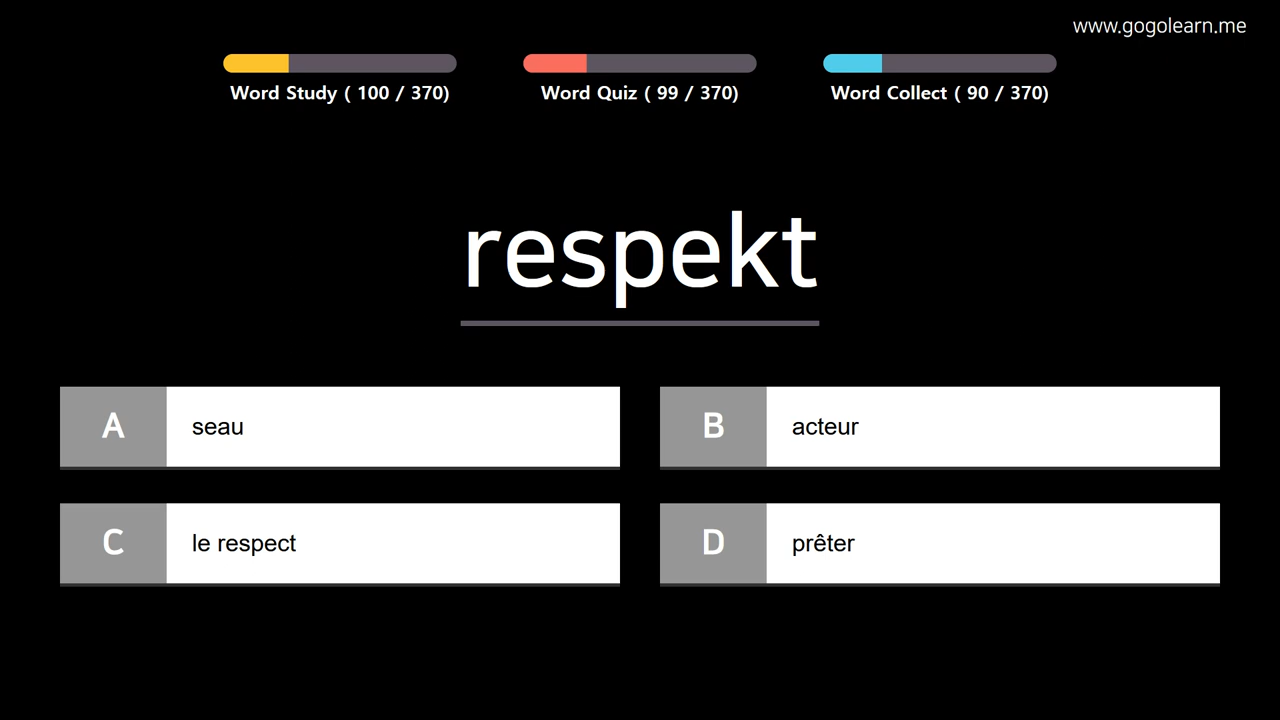 www.gogolearn.me
Word Study ( 100 / 370)
Word Quiz ( 99 / 370)
Word Collect ( 90 / 370)
respekt
A seau
B acteur
C le respect
D prêter